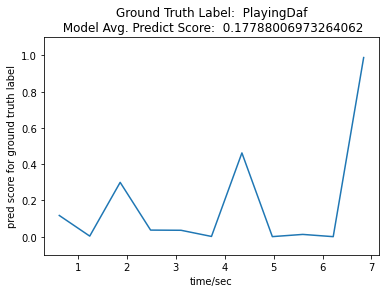 Ground Truth Label:  PlayingDaf
Model Avg. Predict Score:  0.17788006973264062
1.0
0.8
0.6
0.4
0.2
0.0
pred score for ground truth label
1 2 3 4 5 6 7
time/sec